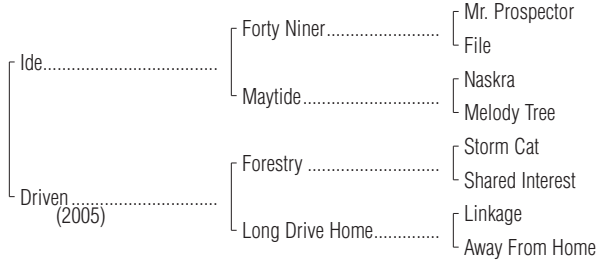 Mr. Prospector
Forty Niner.........................
File
Ide.......................................
Naskra
Maytide..............................
Melody Tree
Storm Cat
Forestry .............................
Shared Interest
Driven.................................
(2005)
Linkage
Long Drive Home..............
Away From Home